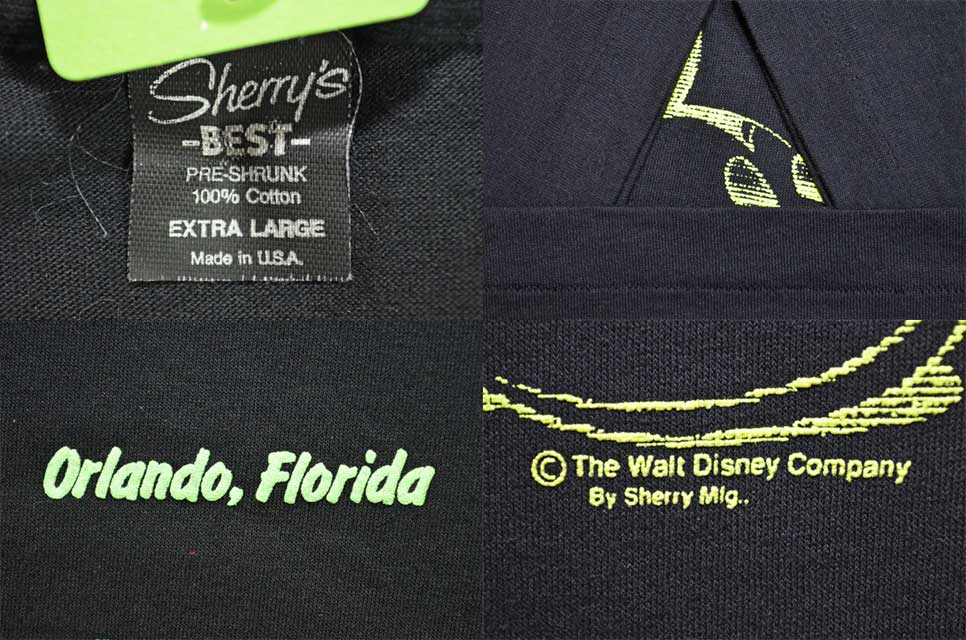 Sherry's
-BEST-
PRE-SHRUNK
100% Cotton
EXTRA LARGE
Made in U.S.A.
Orlando, Florida
© The Walt Disney Company
By Sherry Mfg..